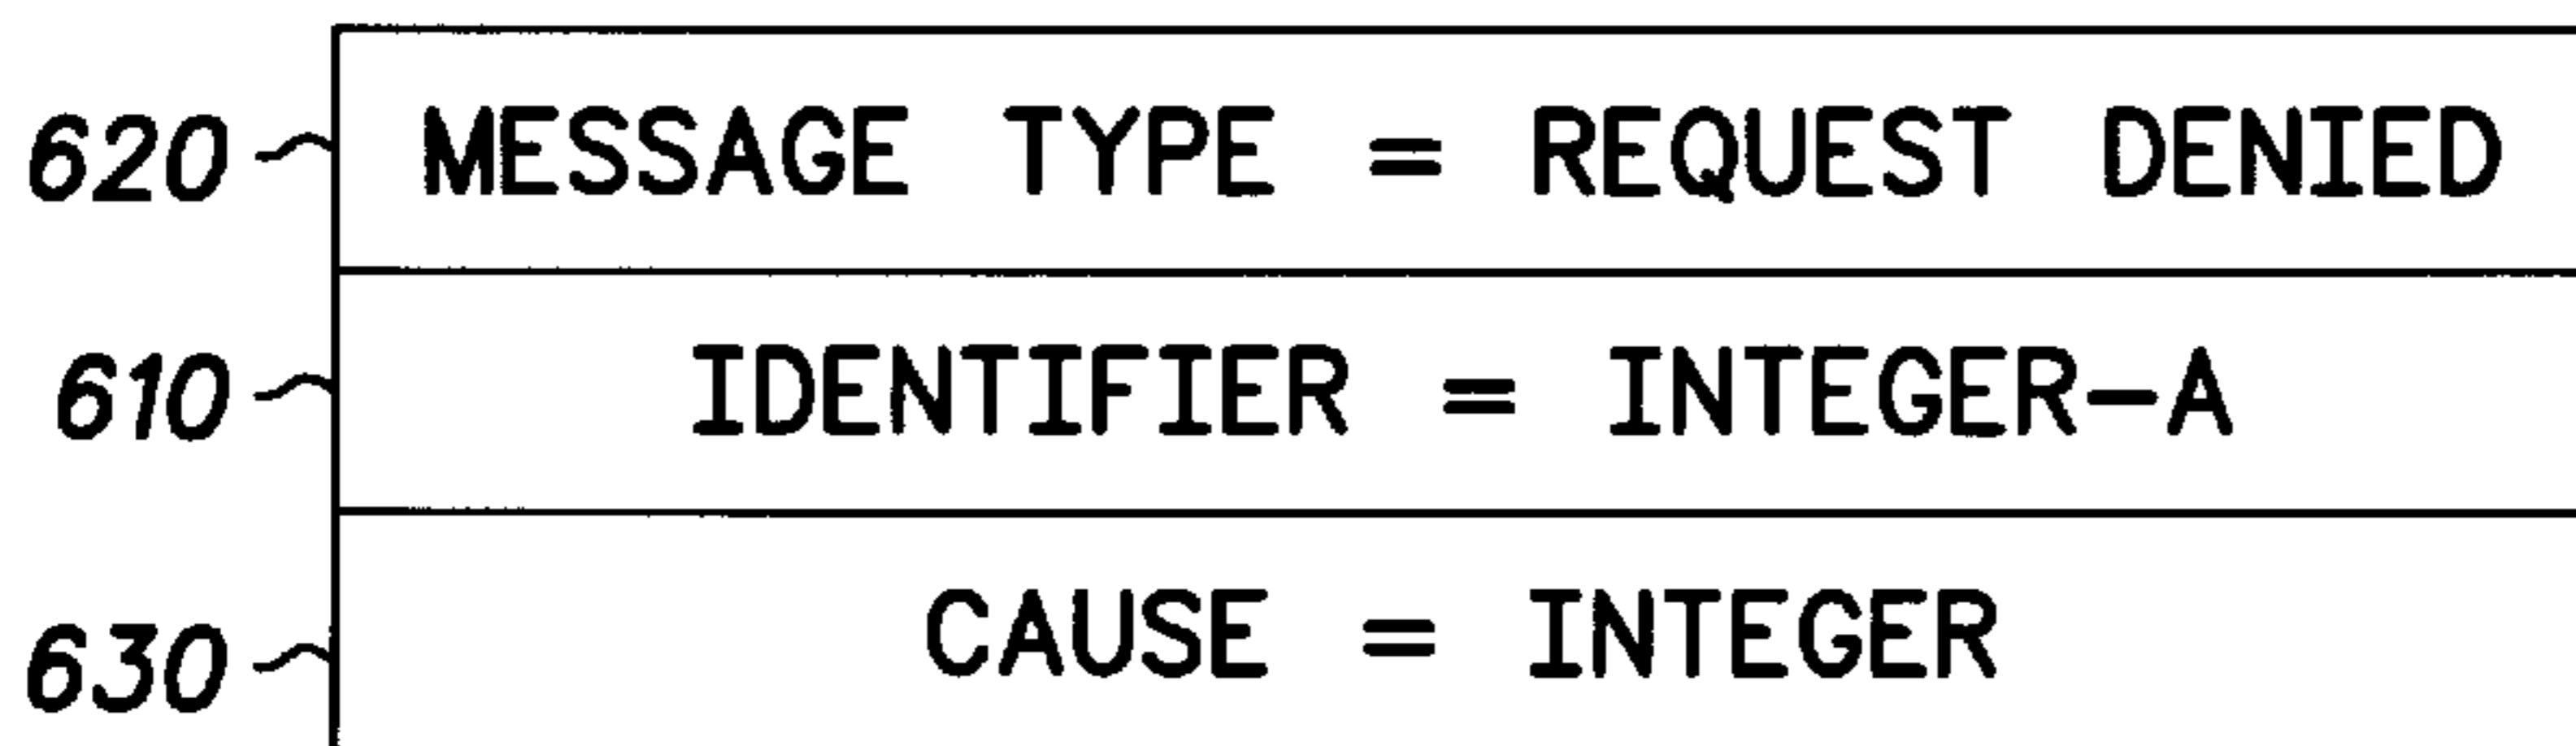 620 MESSAGE TYPE = REQUEST DENIED
610 IDENTIFIER = INTEGER-A
630 CAUSE = INTEGER